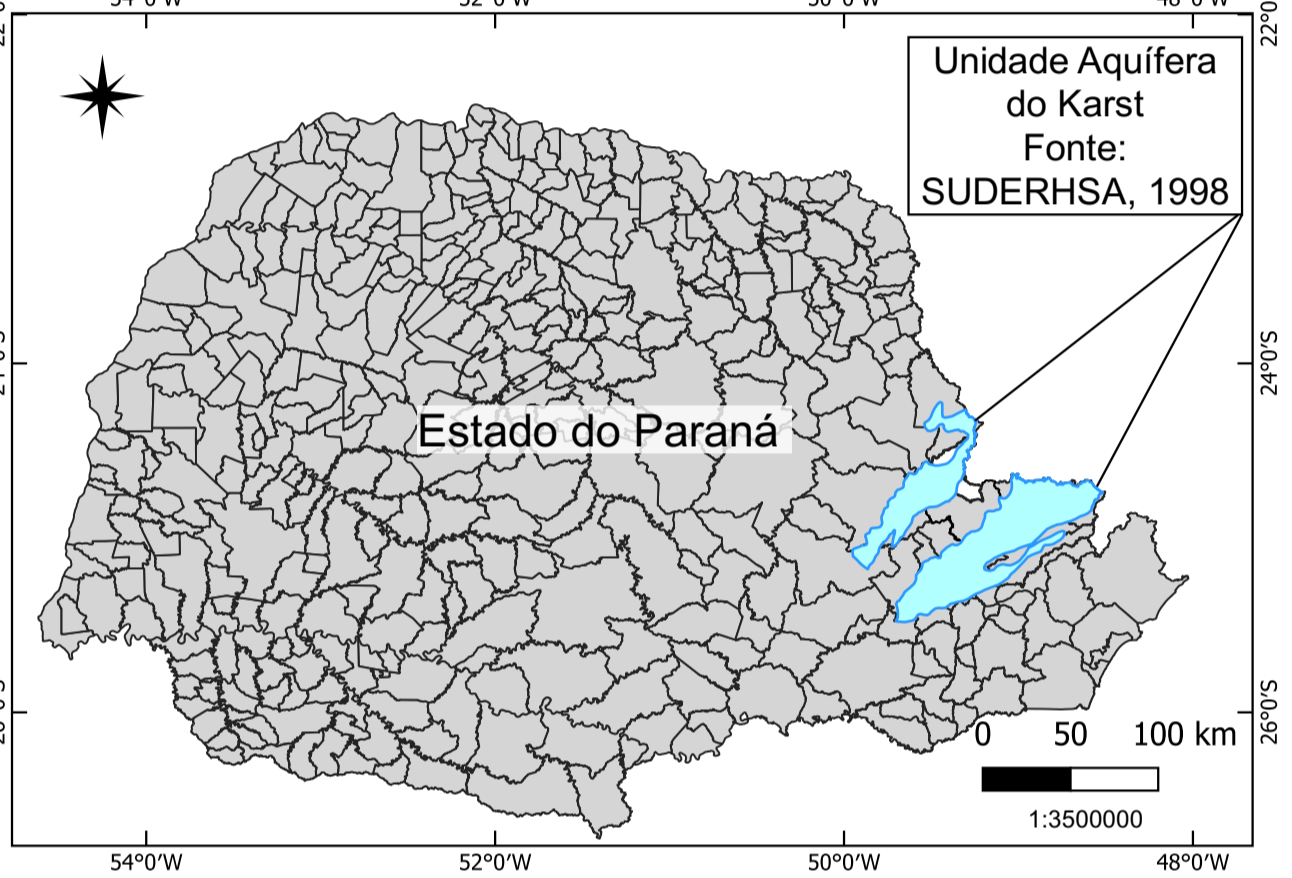 54°0′W 52°0′W 50°0′W 48°0′W
Unidade Aquífera
do Karst
Fonte:
SUDERHSA, 1998
24°0′S
Estado do Paraná
26°0′S
0 50 100 km
1:3500000
54°0′W 52°0′W 50°0′W 48°0′W